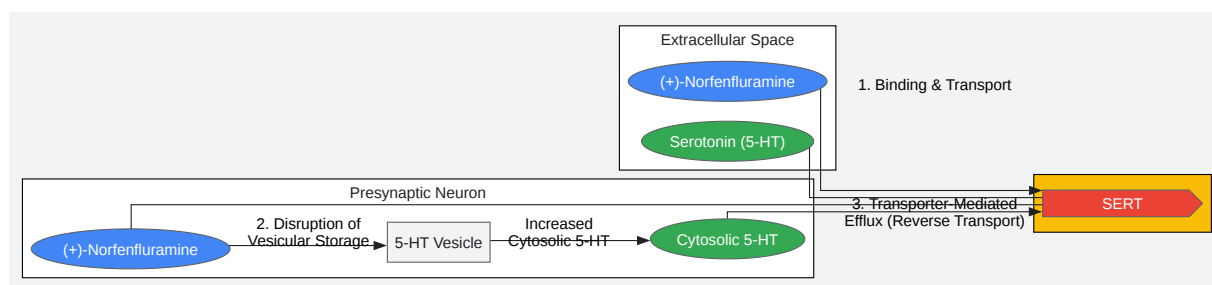 Extracellular Space
(+)-Norfenfluramine
1. Binding & Transport
Serotonin (5-HT)
Presynaptic Neuron
SERT
3. Transporter-Mediated
Efflux (Reverse Transport)
2. Disruption of
Vesicular Storage
Increased
Cytosolic 5-HT
(+)-Norfenfluramine
5-HT Vesicle
Cytosolic 5-HT